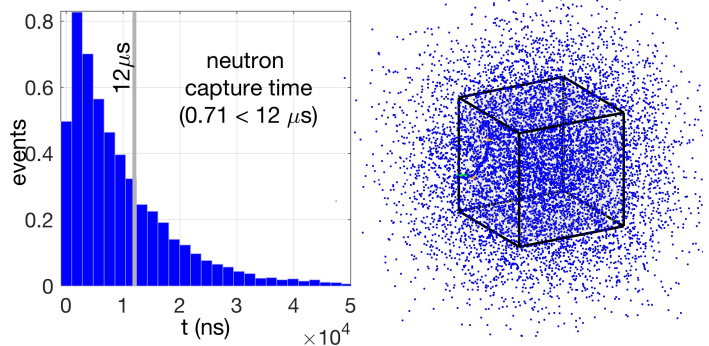 0.8
0.6
0.4
0.2
0
events
12μs
neutron
capture time
(0.71 < 12 μs)
0 1 2 3 4 5
t (ns)
×10⁴